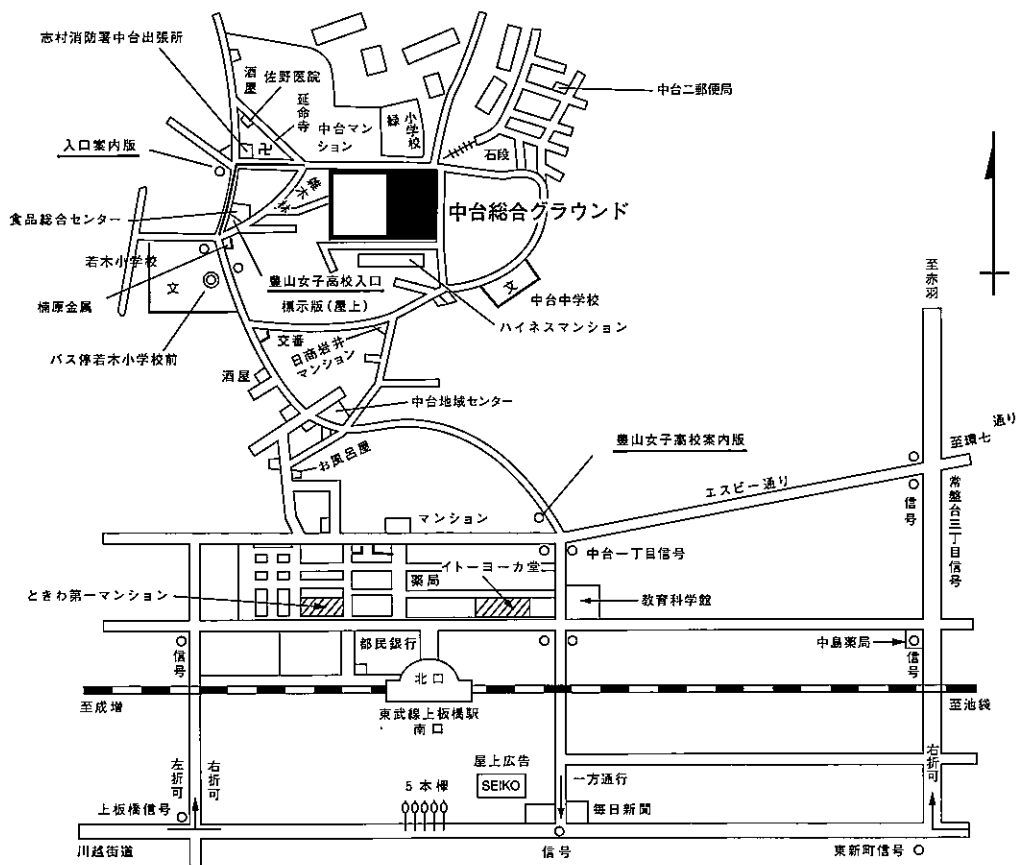 志村消防署中台出張所
酒屋
佐野医院
延命寺
卍
中台マンション
緑小学校
石段
中台二郵便局
入口案内版
雑木林
中台総合グラウンド
食品総合センター
若木小学校
文
楠原金属
豊山女子高校入口
標示版(屋上)
文
中台中学校
ハイネスマンション
バス停若木小学校前
交番
日商岩井
マンション
酒屋
中台地域センター
お風呂屋
豊山女子高校案内版
至赤羽
至環七通り
エスビー通り
信号
常盤台三丁目信号
マンション
中台一丁目信号
薬局
イトーヨーカ堂
ときわ第一マンション
教育科学館
信号
都民銀行
中島薬局
信号
北口
東武線上板橋駅
南口
至成増
至池袋
左折可
右折可
右折可
屋上広告
SEIKO
5本欅
一方通行
毎日新聞
上板橋信号
川越街道
信号
東新町信号